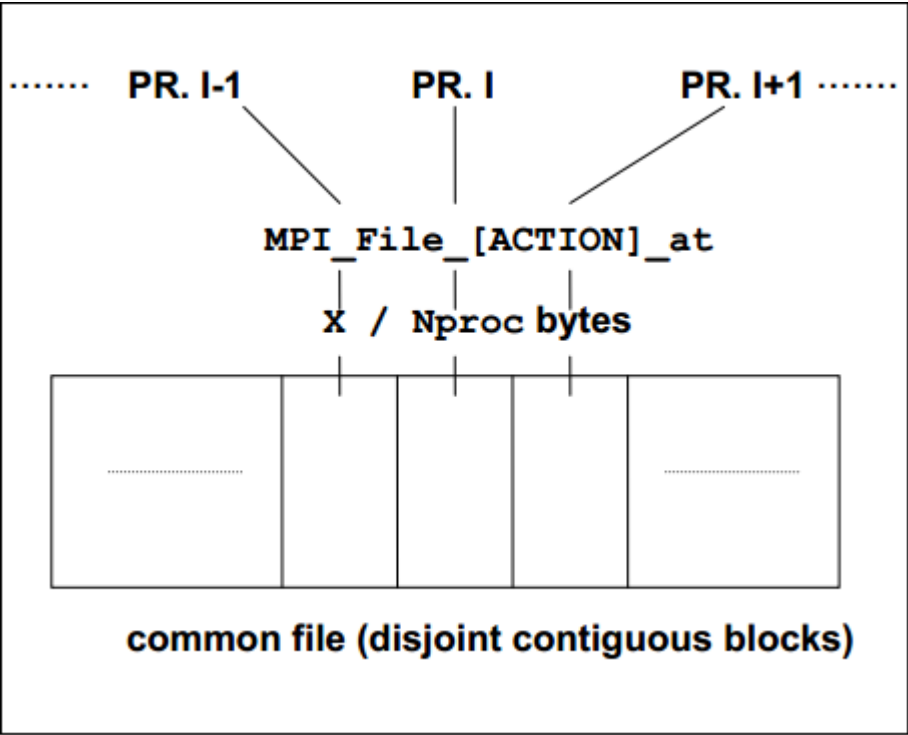 ....... PR. I-1 PR. I PR. I+1 .......
MPI_File_[ACTION]_at
X / Nproc bytes
common file (disjoint contiguous blocks)